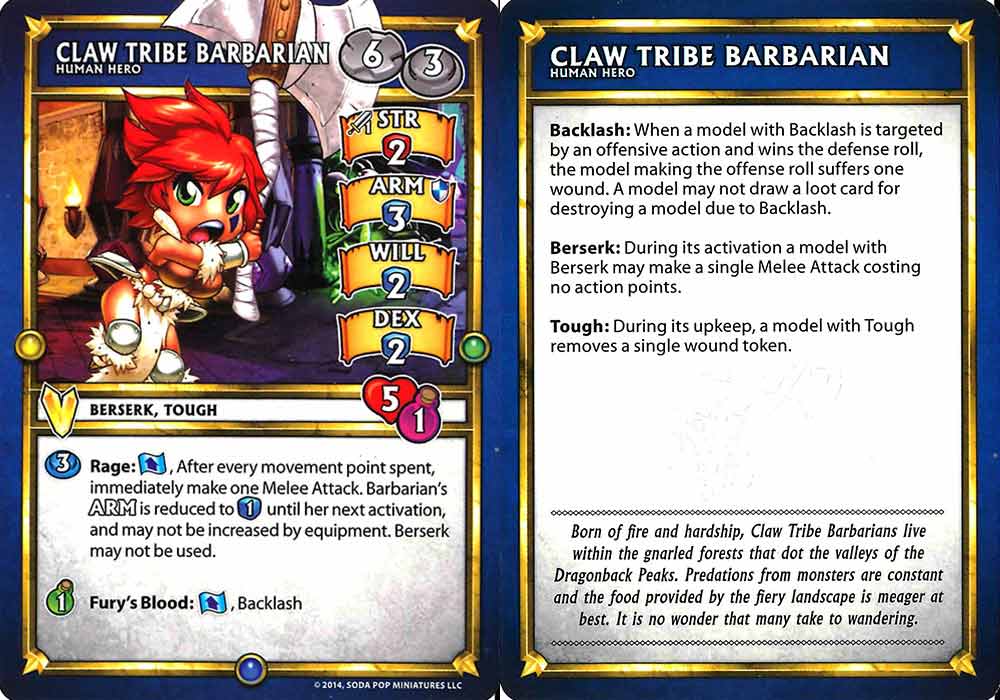 CLAW TRIBE BARBARIAN
HUMAN HERO
6
3
STR
2
ARM
3
WILL
2
DEX
2
5
1
BERSERK, TOUGH
3
Rage: , After every movement point spent,
immediately make one Melee Attack. Barbarian's
ARM is reduced to 1 until her next activation,
and may not be increased by equipment. Berserk
may not be used.
1
Fury's Blood: , Backlash
© 2014, SODA POP MINIATURES LLC
CLAW TRIBE BARBARIAN
HUMAN HERO
Backlash: When a model with Backlash is targeted
by an offensive action and wins the defense roll,
the model making the offense roll suffers one
wound. A model may not draw a loot card for
destroying a model due to Backlash.
Berserk: During its activation a model with
Berserk may make a single Melee Attack costing
no action points.
Tough: During its upkeep, a model with Tough
removes a single wound token.
Born of fire and hardship, Claw Tribe Barbarians live
within the gnarled forests that dot the valleys of the
Dragonback Peaks. Predations from monsters are constant
and the food provided by the fiery landscape is meager at
best. It is no wonder that many take to wandering.